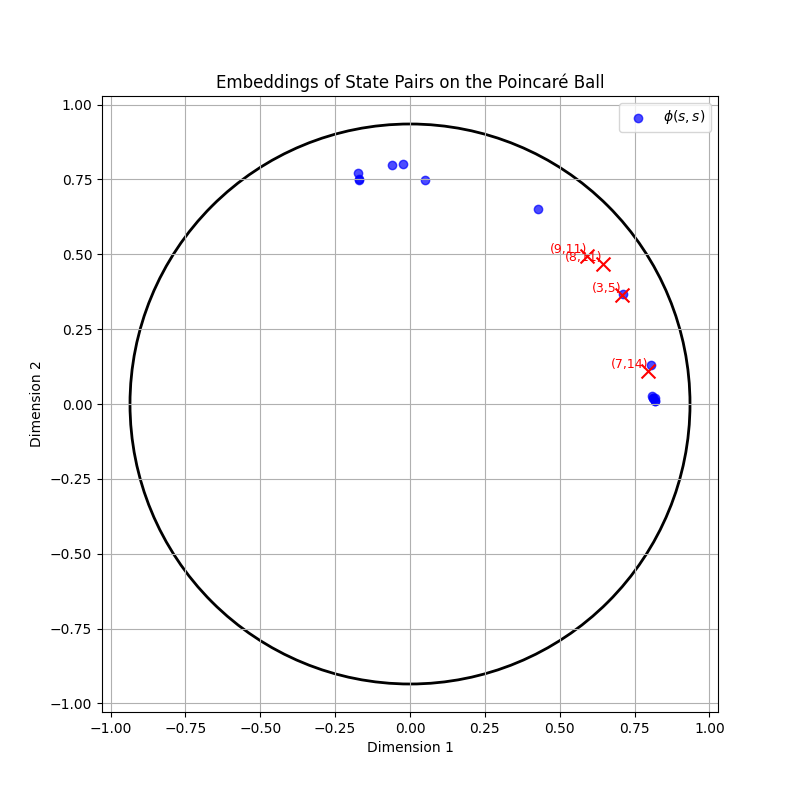 Embeddings of State Pairs on the Poincaré Ball
ϕ(s, s)
1.00
0.75
0.50
0.25
0.00
−0.25
−0.50
−0.75
−1.00
Dimension 2
(9,11)
(8,11)
(3,5)
(7,14)
−1.00 −0.75 −0.50 −0.25 0.00 0.25 0.50 0.75 1.00
Dimension 1